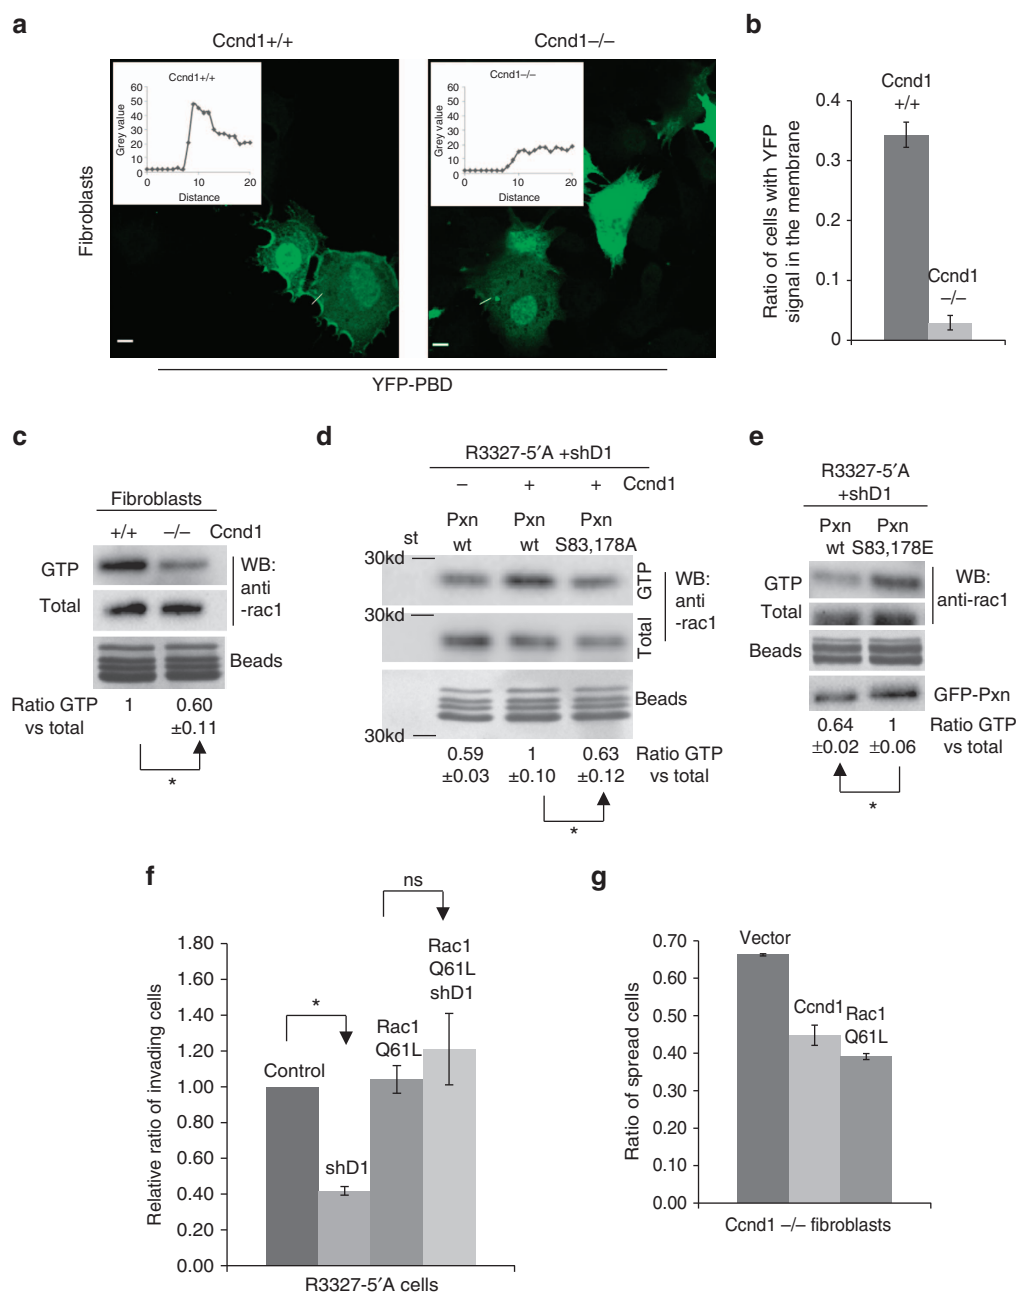 a
Ccnd1+/+
Ccnd1–/–
Fibroblasts
Ccnd1+/+
Grey value
60
50
40
30
20
10
0
0
10
20
Distance
Ccnd1–/–
Grey value
60
50
40
30
20
10
0
0
10
20
Distance
YFP-PBD
b
Ratio of cells with YFP
signal in the membrane
0.4
0.3
0.2
0.1
0
Ccnd1
+/+
Ccnd1
–/–
c
Fibroblasts
+/+ –/– Ccnd1
GTP
Total
WB:
anti
-rac1
Beads
Ratio GTP
vs total
1
0.60
±0.11
*
d
R3327-5′A +shD1
– + + Ccnd1
st
Pxn
wt
Pxn
wt
Pxn
S83,178A
30kd
30kd
30kd
GTP
Total
WB:
anti
-rac1
Beads
0.59
±0.03
1
±0.10
0.63
±0.12
Ratio GTP
vs total
*
e
R3327-5′A
+shD1
Pxn
wt
Pxn
S83,178E
GTP
Total
WB:
anti-rac1
Beads
GFP-Pxn
0.64
±0.02
1
±0.06
Ratio GTP
vs total
*
f
Relative ratio of invading cells
1.80
1.60
1.40
1.20
1.00
0.80
0.60
0.40
0.20
0.00
Control
*
shD1
Rac1
Q61L
ns
Rac1
Q61L
shD1
R3327-5′A cells
g
Ratio of spread cells
0.70
0.60
0.50
0.40
0.30
0.20
0.10
0.00
Vector
Ccnd1
Rac1
Q61L
Ccnd1 –/– fibroblasts